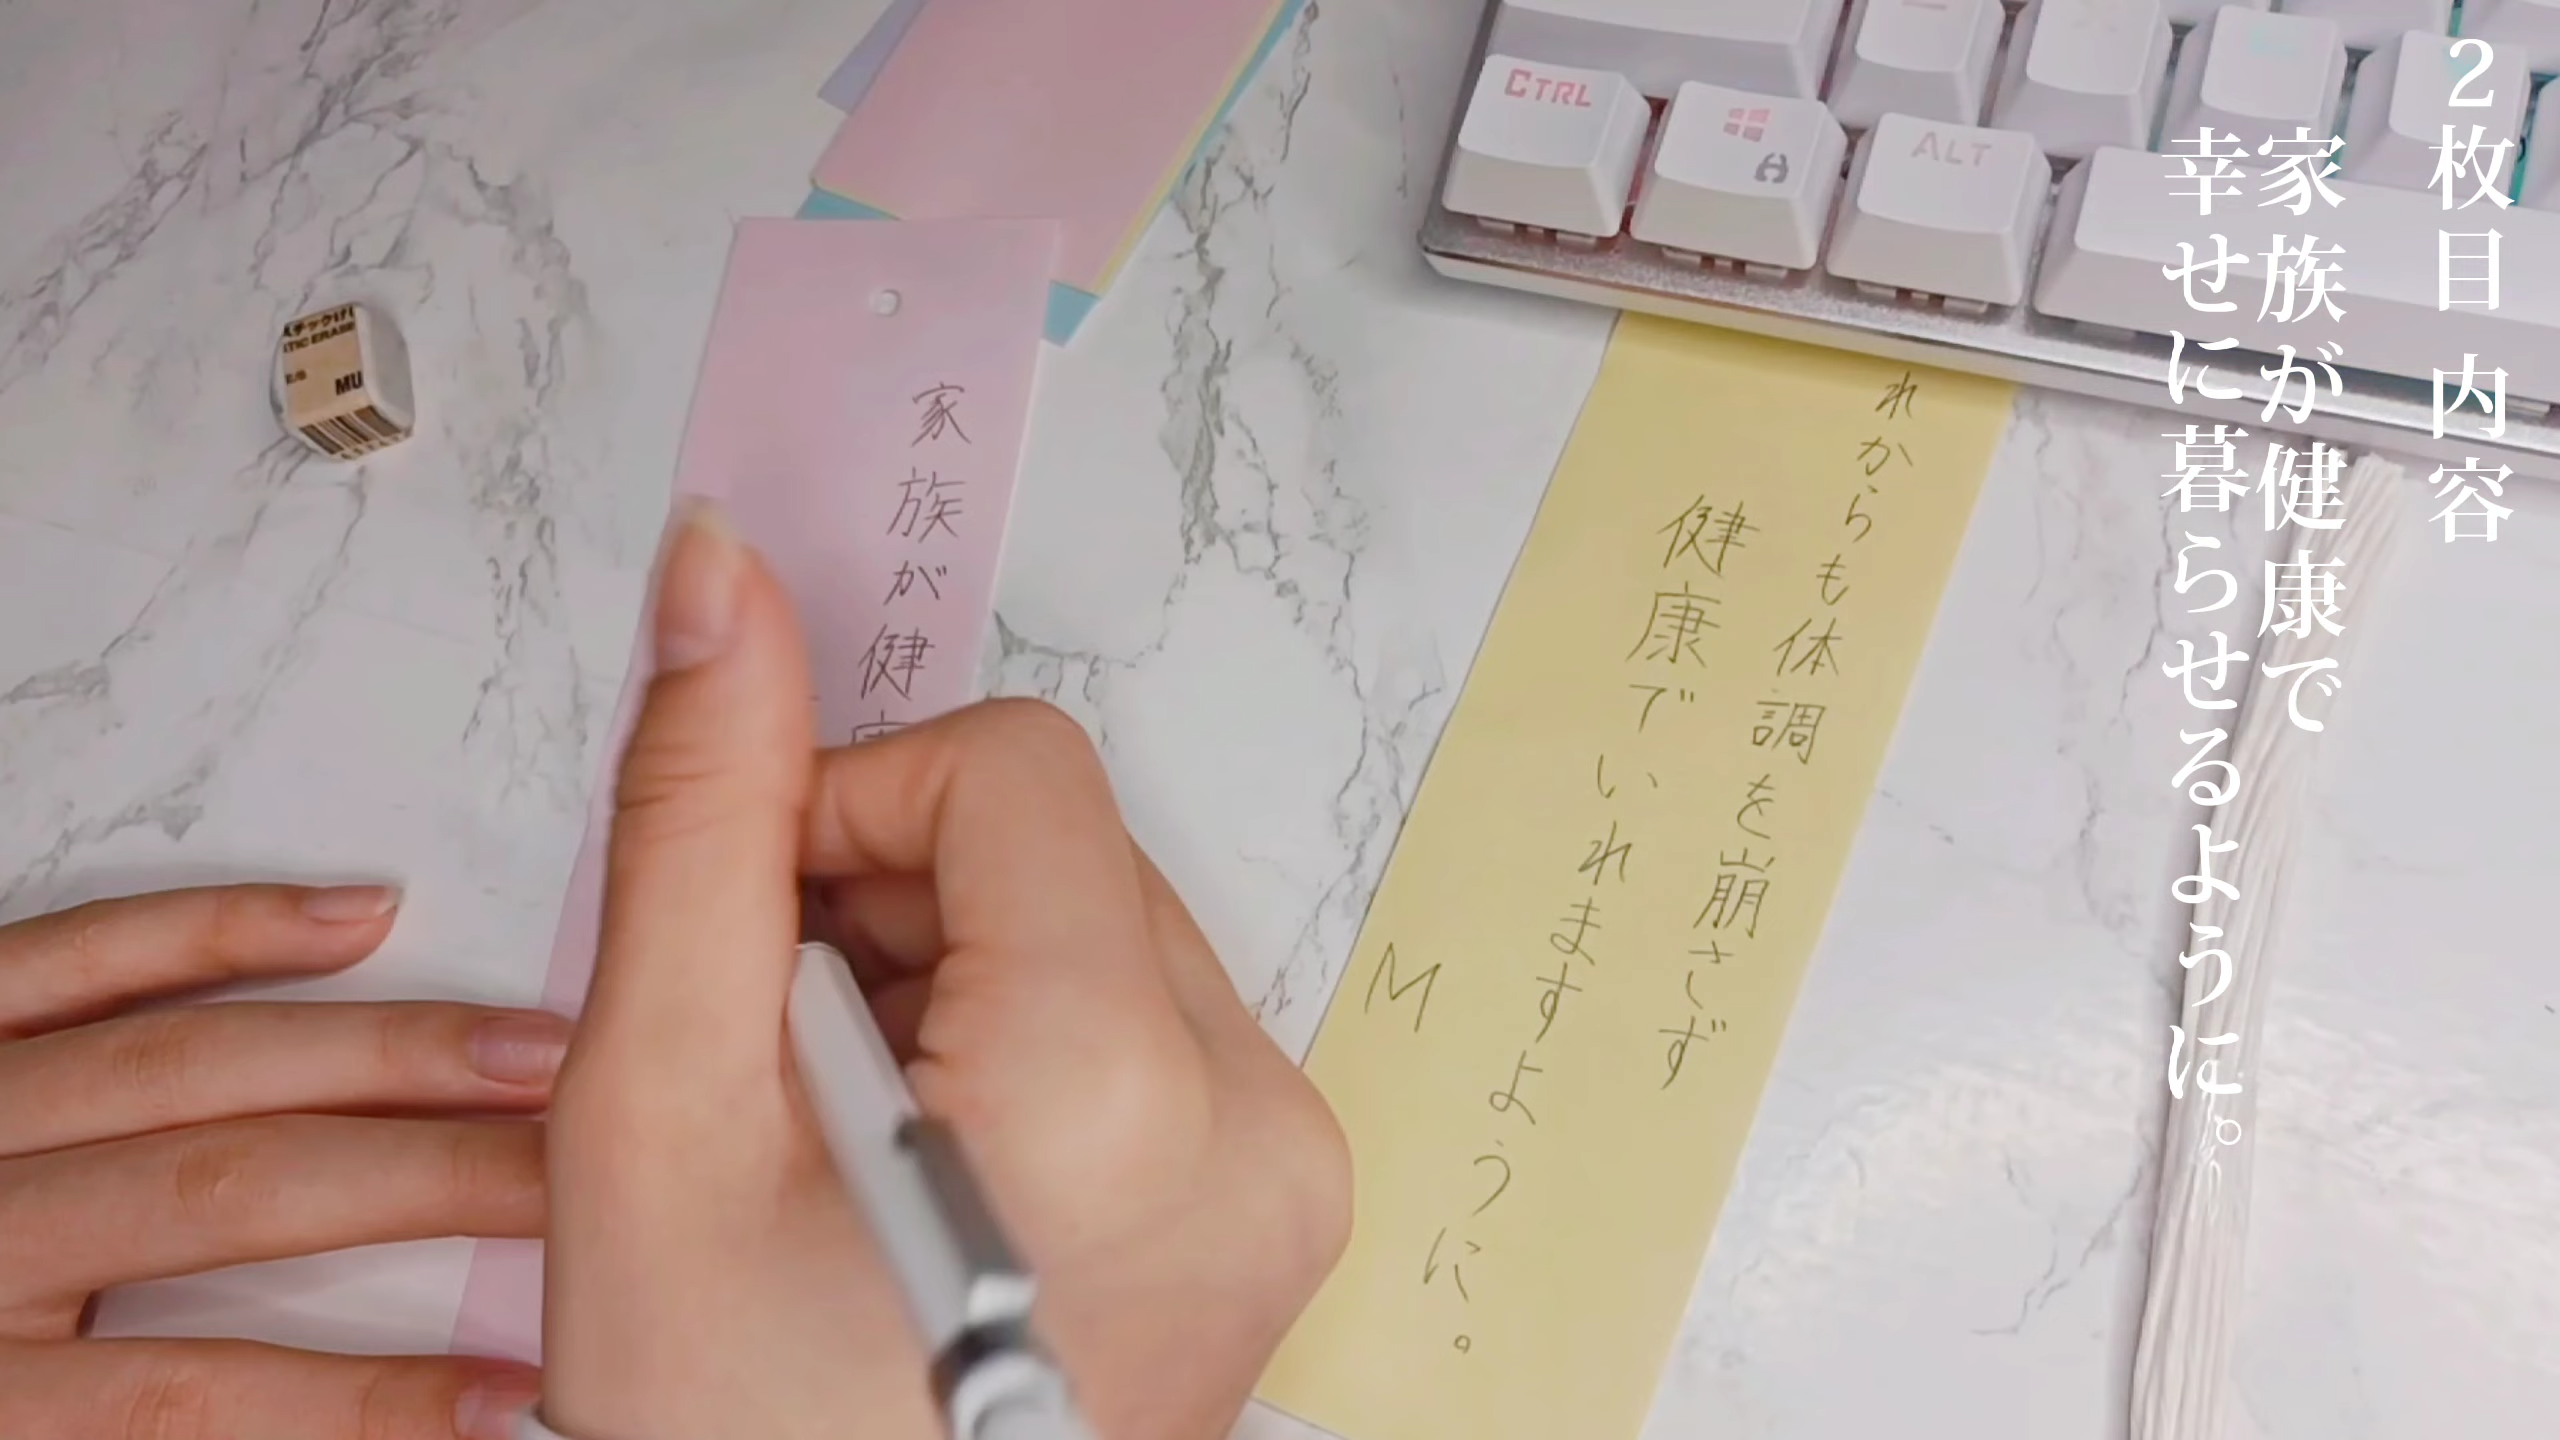 2枚目 内容
家族が健康で
幸せに暮らせるように。
CTRL
ALT
れからも体調を崩さず
健康でいれますように。
M
家族が健康
MU